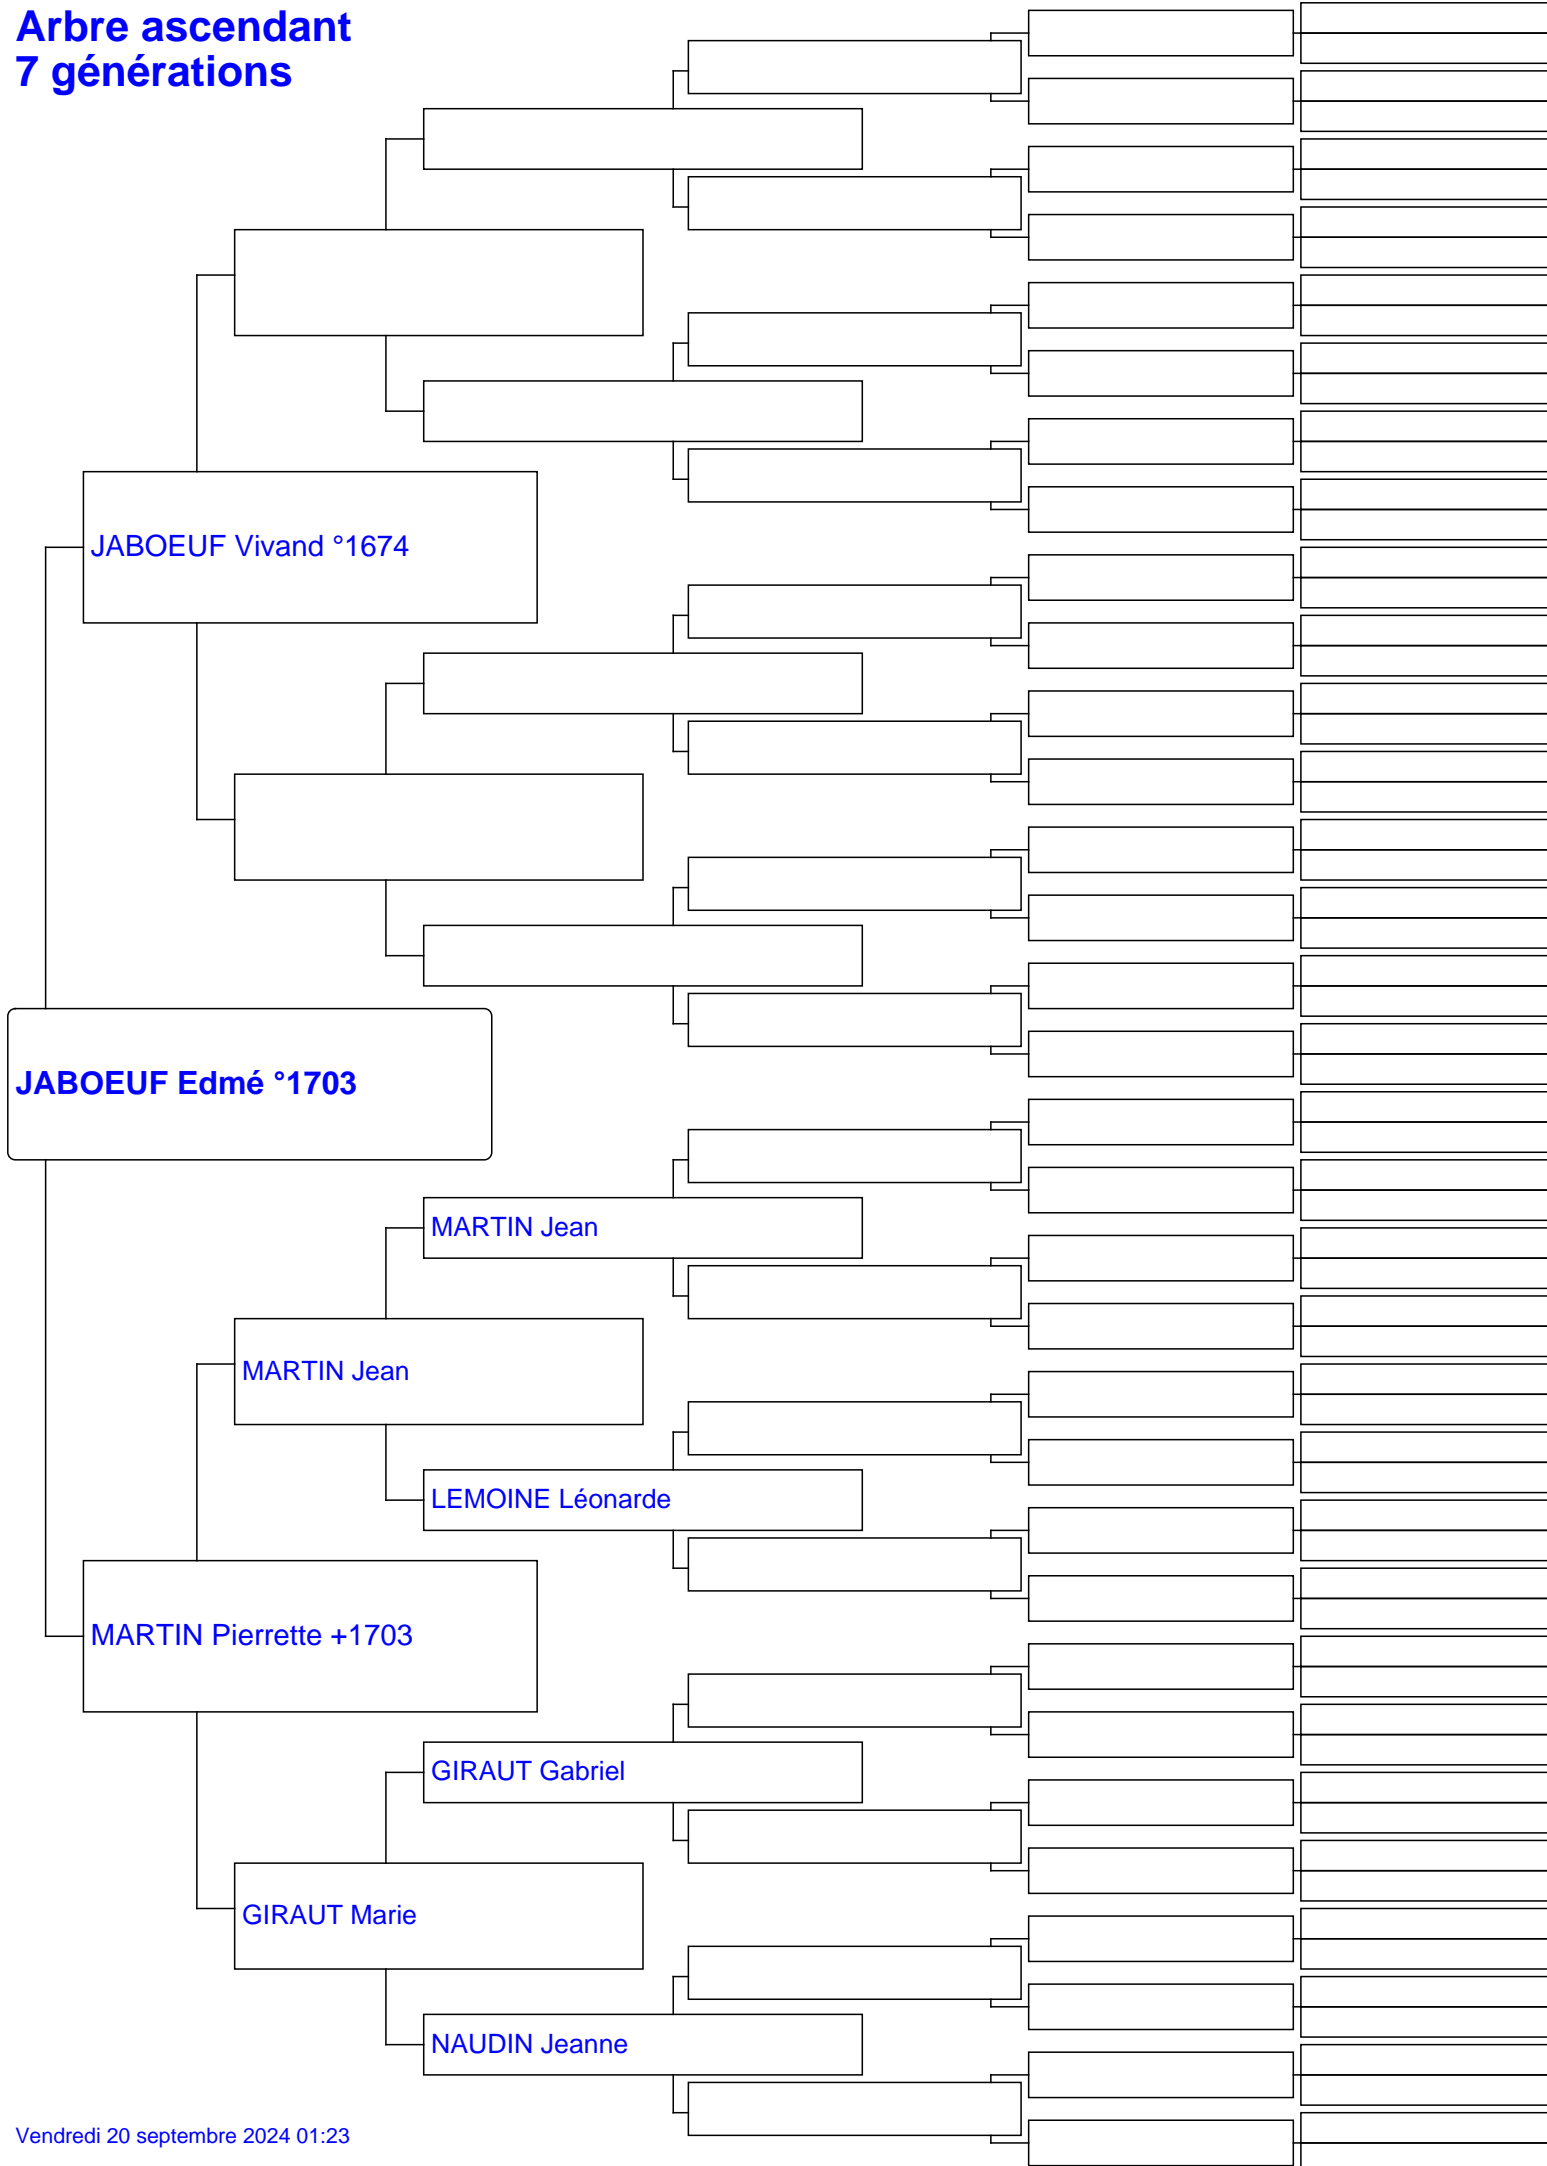 Arbre ascendant
7 générations
JABOEUF Vivand °1674
JABOEUF Edmé °1703
MARTIN Jean
MARTIN Jean
LEMOINE Léonarde
MARTIN Pierrette +1703
GIRAUT Gabriel
GIRAUT Marie
NAUDIN Jeanne
Vendredi 20 septembre 2024 01:23